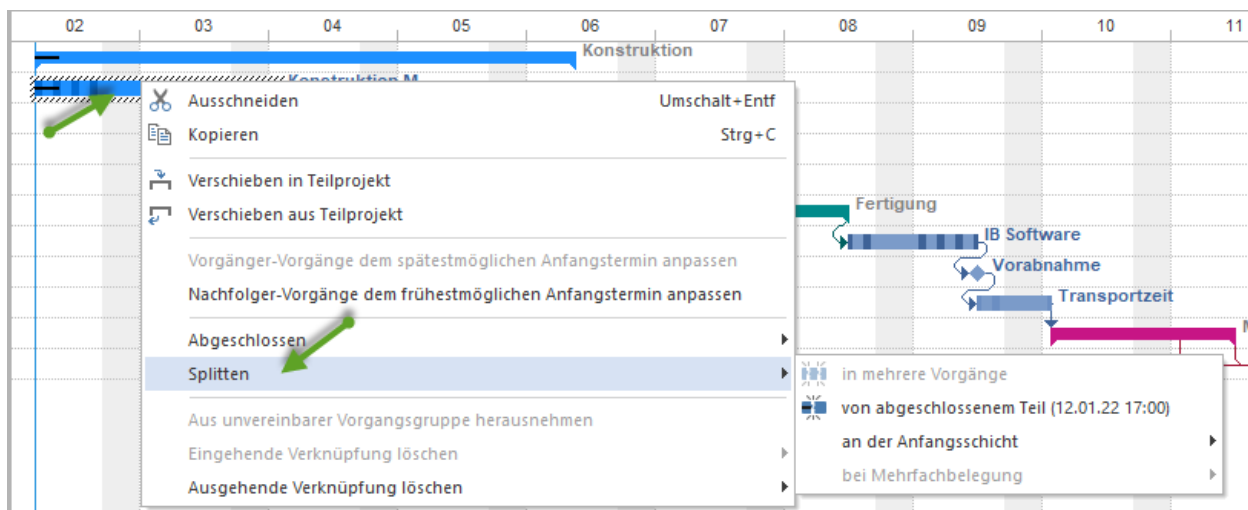 02 03 04 05 06 07 08 09 10 11
Konstruktion
Konstruktion M
Ausschneiden Umschalt+Entf
Kopieren Strg+C
Verschieben in Teilprojekt
Verschieben aus Teilprojekt
Fertigung
IB Software
Vorgänger-Vorgänge dem spätestmöglichen Anfangstermin anpassen
Vorabnahme
Nachfolger-Vorgänge dem frühestmöglichen Anfangstermin anpassen
Transportzeit
M
Abgeschlossen
Splitten
in mehrere Vorgänge
von abgeschlossenem Teil (12.01.22 17:00)
Aus unvereinbarer Vorgangsgruppe herausnehmen
an der Anfangsschicht
Eingehende Verknüpfung löschen
bei Mehrfachbelegung
Ausgehende Verknüpfung löschen